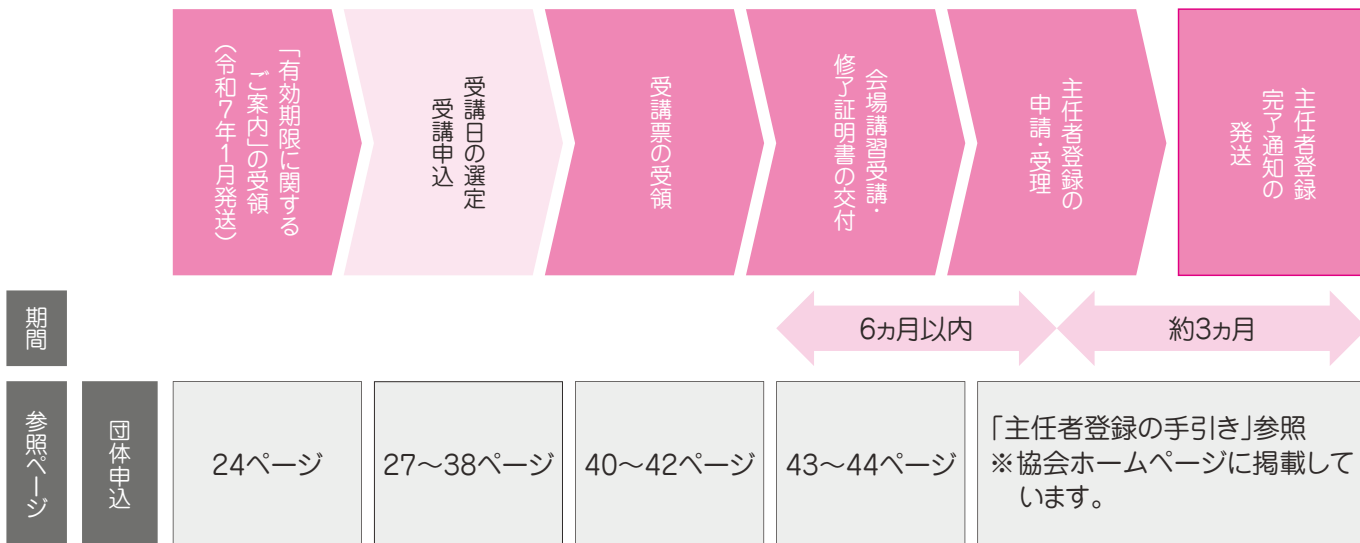 「有効期限に関する
ご案内」の受領
（令和7年1月発送）
受講日の選定
受講申込
受講票の受領
会場講習受講・
修了証明書の交付
主任者登録の
申請・受理
主任者登録
完了通知の
発送
期間
6ヵ月以内
約3ヵ月
参照ページ
団体申込
24ページ
27～38ページ
40～42ページ
43～44ページ
「主任者登録の手引き」参照
※協会ホームページに掲載して
います。